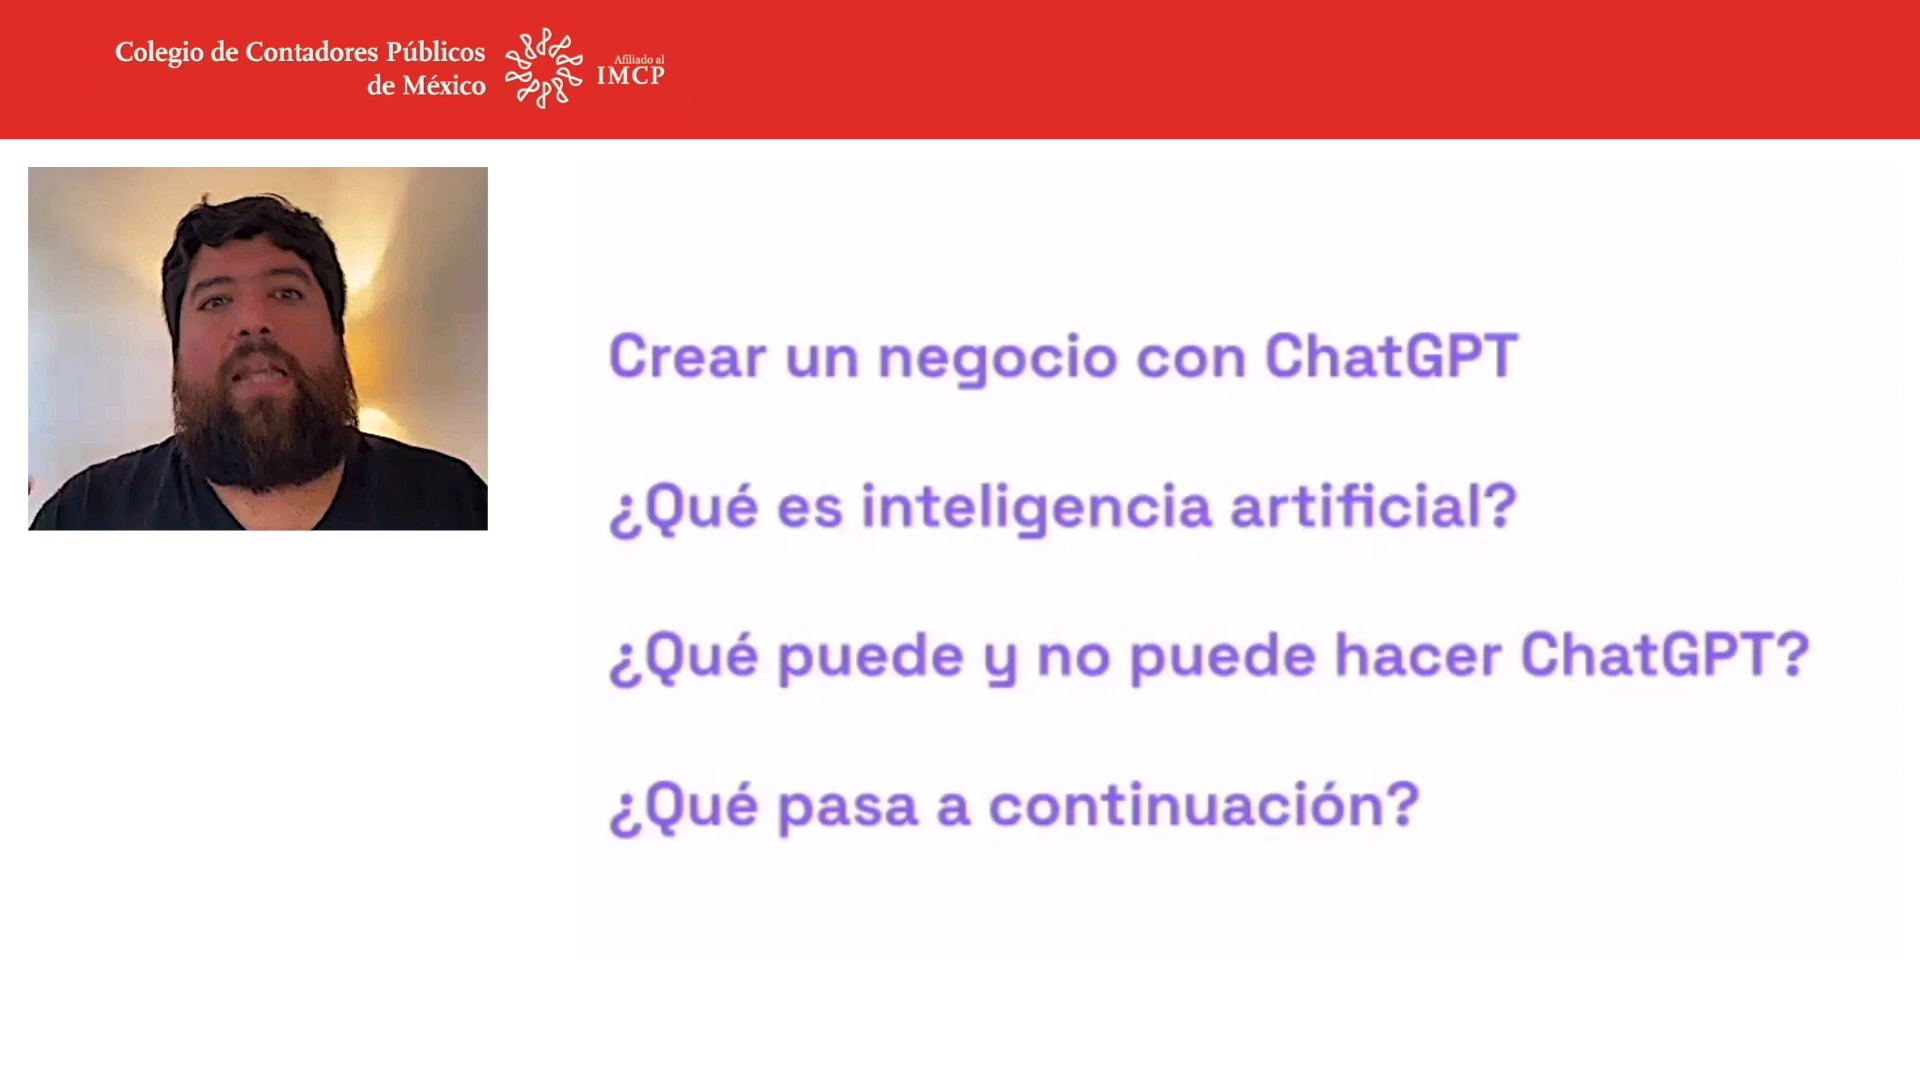 Colegio de Contadores Públicos
de México
Afiliado al
IMCP
Crear un negocio con ChatGPT
¿Qué es inteligencia artificial?
¿Qué puede y no puede hacer ChatGPT?
¿Qué pasa a continuación?